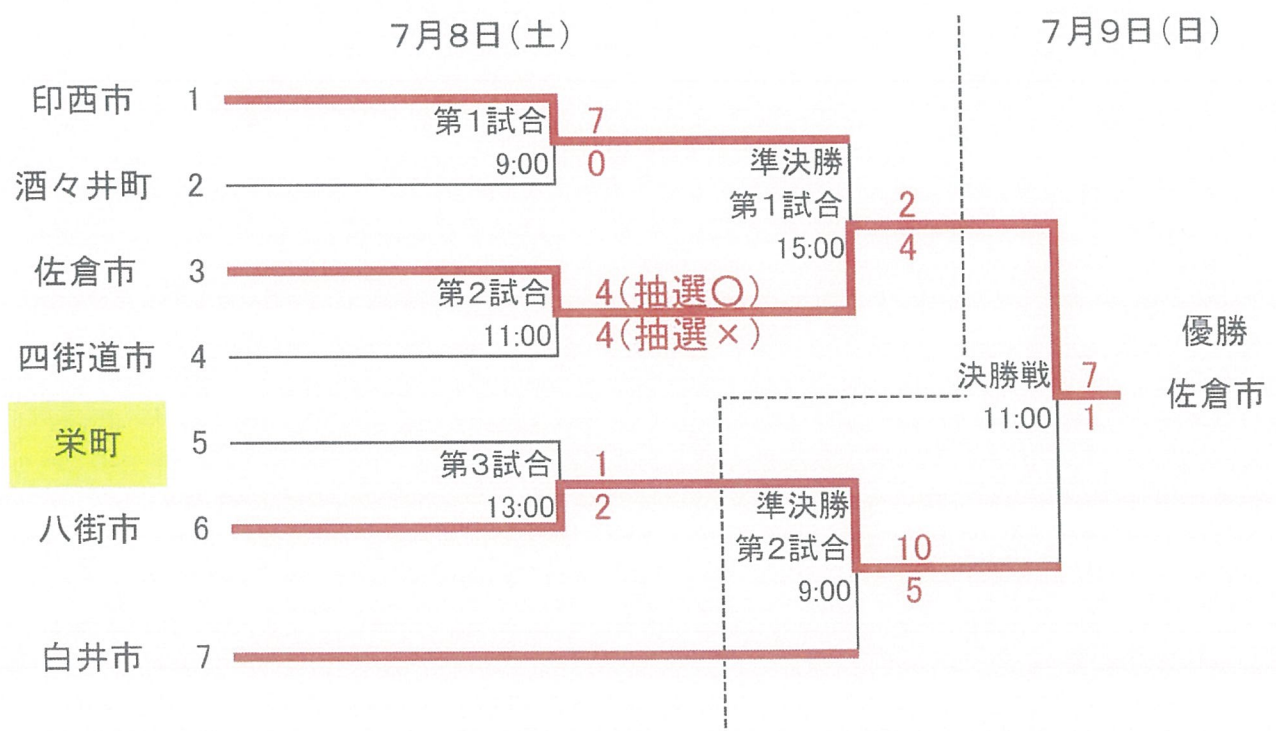 7月8日(土)
7月9日(日)
印西市 1
第1試合
9:00
7
0
酒々井町 2
準決勝
第1試合
15:00
2
4
佐倉市 3
第2試合
11:00
4(抽選〇)
4(抽選×)
四街道市 4
優勝
佐倉市
決勝戦
11:00
7
1
栄町 5
第3試合
13:00
1
2
八街市 6
準決勝
第2試合
9:00
10
5
白井市 7